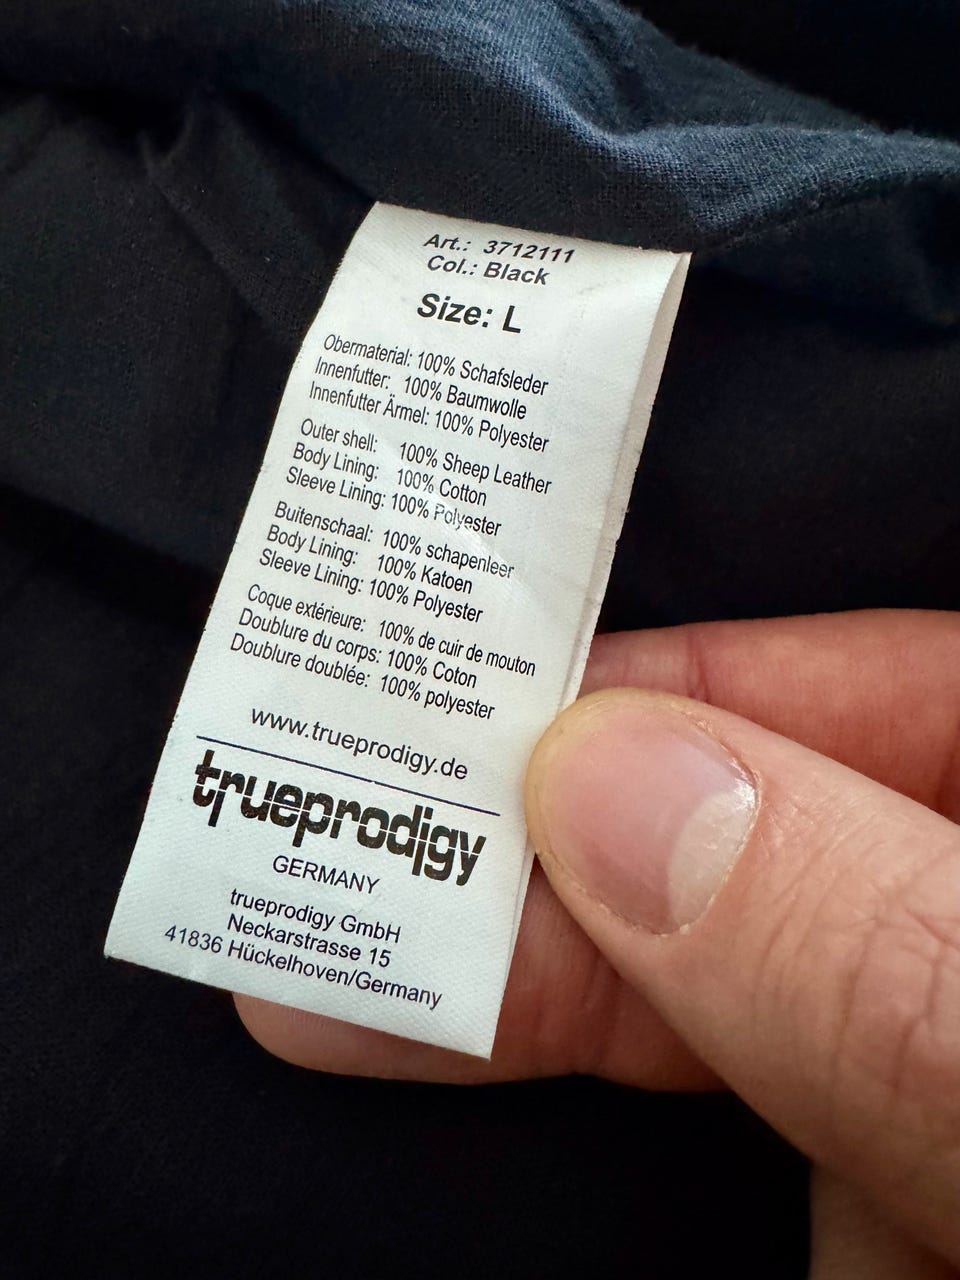 Art.: 3712111
Col.: Black
Size: L
Obermaterial: 100% Schafsleder
Innenfutter: 100% Baumwolle
Innenfutter Ärmel: 100% Polyester
Outer shell: 100% Sheep Leather
Body Lining: 100% Cotton
Sleeve Lining: 100% Polyester
Buitenschaal: 100% schapenleer
Body Lining: 100% Katoen
Sleeve Lining: 100% Polyester
Coque extérieure: 100% de cuir de mouton
Doublure du corps: 100% Coton
Doublure doublée: 100% polyester
www.trueprodigy.de
trueprodigy
GERMANY
trueprodigy GmbH
Neckarstrasse 15
41836 Hückelhoven/Germany